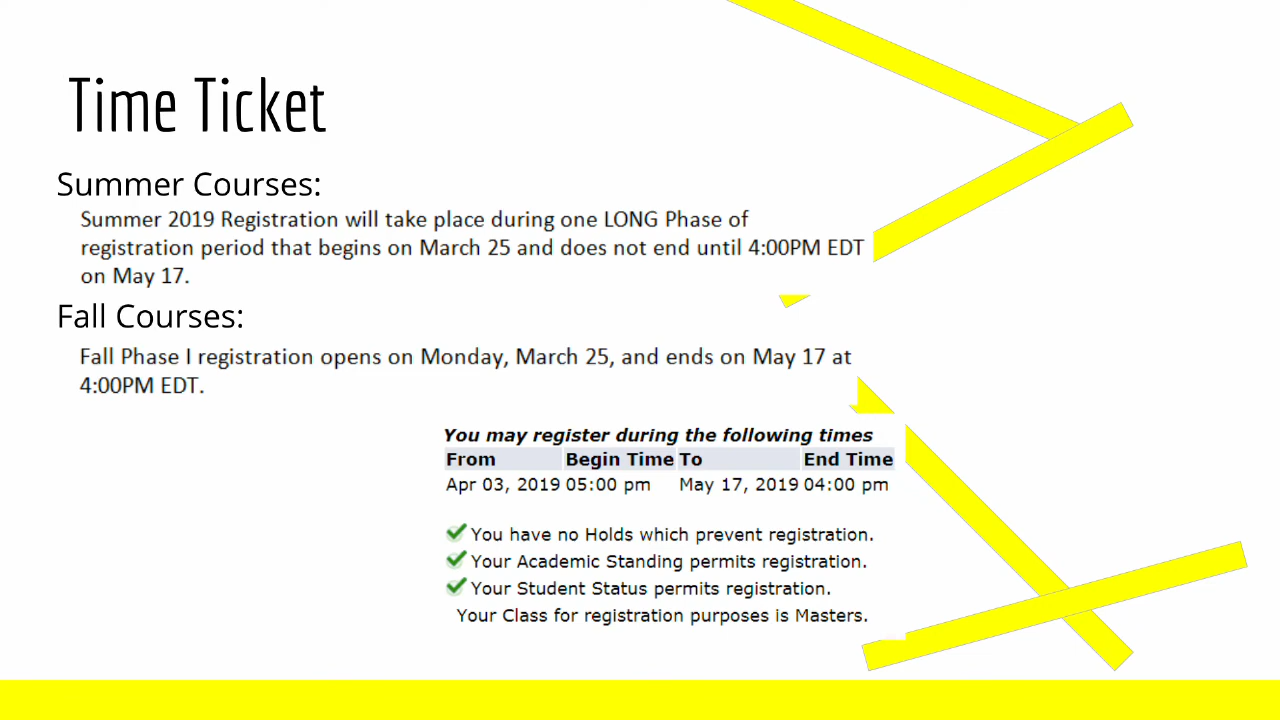 Time Ticket
Summer Courses:
Summer 2019 Registration will take place during one LONG Phase of
registration period that begins on March 25 and does not end until 4:00PM EDT
on May 17.
Fall Courses:
Fall Phase I registration opens on Monday, March 25, and ends on May 17 at
4:00PM EDT.
You may register during the following times
From Begin Time To End Time
Apr 03, 2019 05:00 pm May 17, 2019 04:00 pm
You have no Holds which prevent registration.
Your Academic Standing permits registration.
Your Student Status permits registration.
Your Class for registration purposes is Masters.